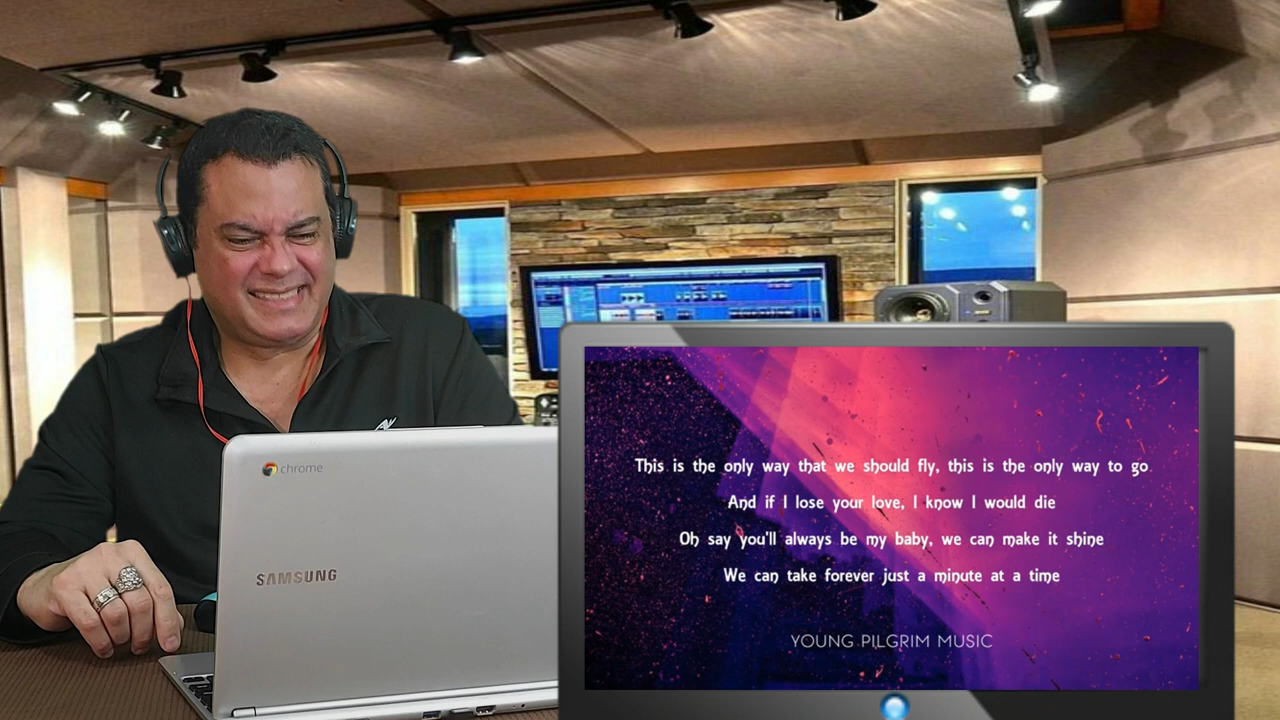 chrome
SAMSUNG
This is the only way that we should fly, this is the only way to go
And if I lose your love, I know I would die
Oh say you'll always be my baby, we can make it shine
We can take forever just a minute at a time
YOUNG PILGRIM MUSIC